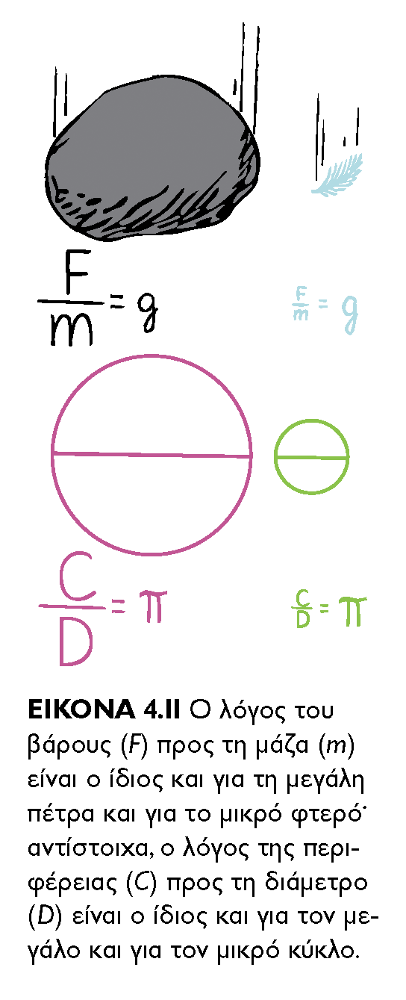 F/m = g
F/m = g
C/D = π
C/D = π
ΕΙΚΟΝΑ 4.11 Ο λόγος του
βάρους (F) προς τη μάζα (m)
είναι ο ίδιος και για τη μεγάλη
πέτρα και για το μικρό φτερό·
αντίστοιχα, ο λόγος της περι-
φέρειας (C) προς τη διάμετρο
(D) είναι ο ίδιος και για τον με-
γάλο και για τον μικρό κύκλο.